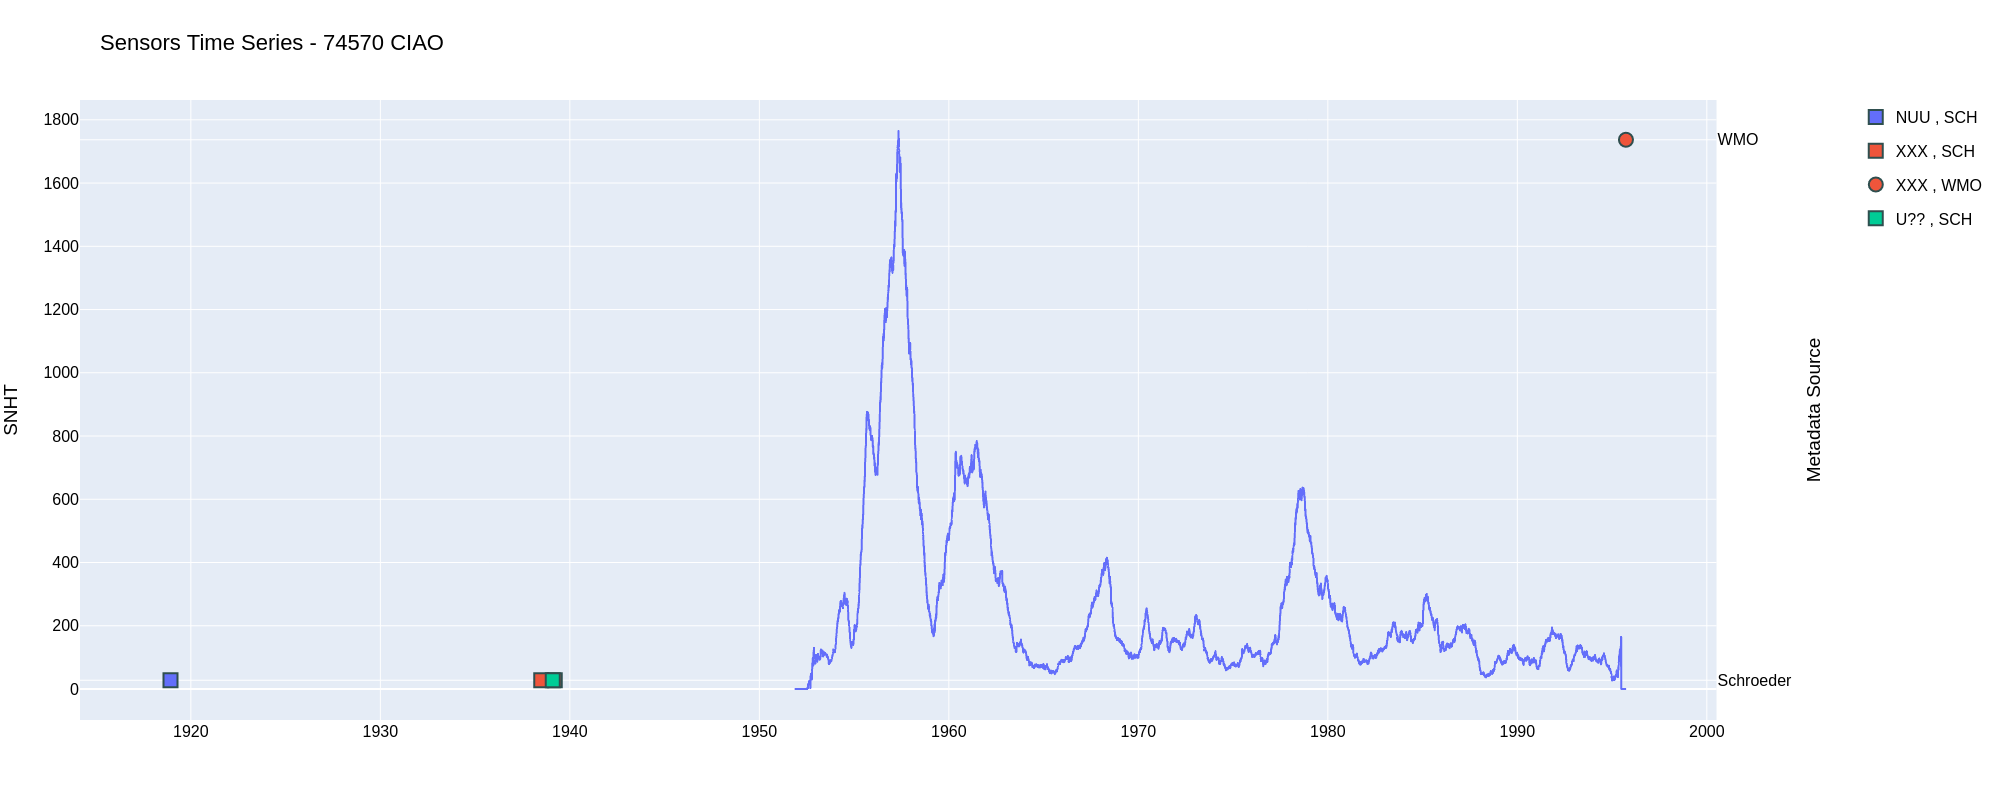 Sensors Time Series - 74570 CIAO
NUU , SCH
XXX , SCH
XXX , WMO
U?? , SCH
SNHT
1800
1600
1400
1200
1000
800
600
400
200
0
WMO
Schroeder
Metadata Source
1920 1930 1940 1950 1960 1970 1980 1990 2000